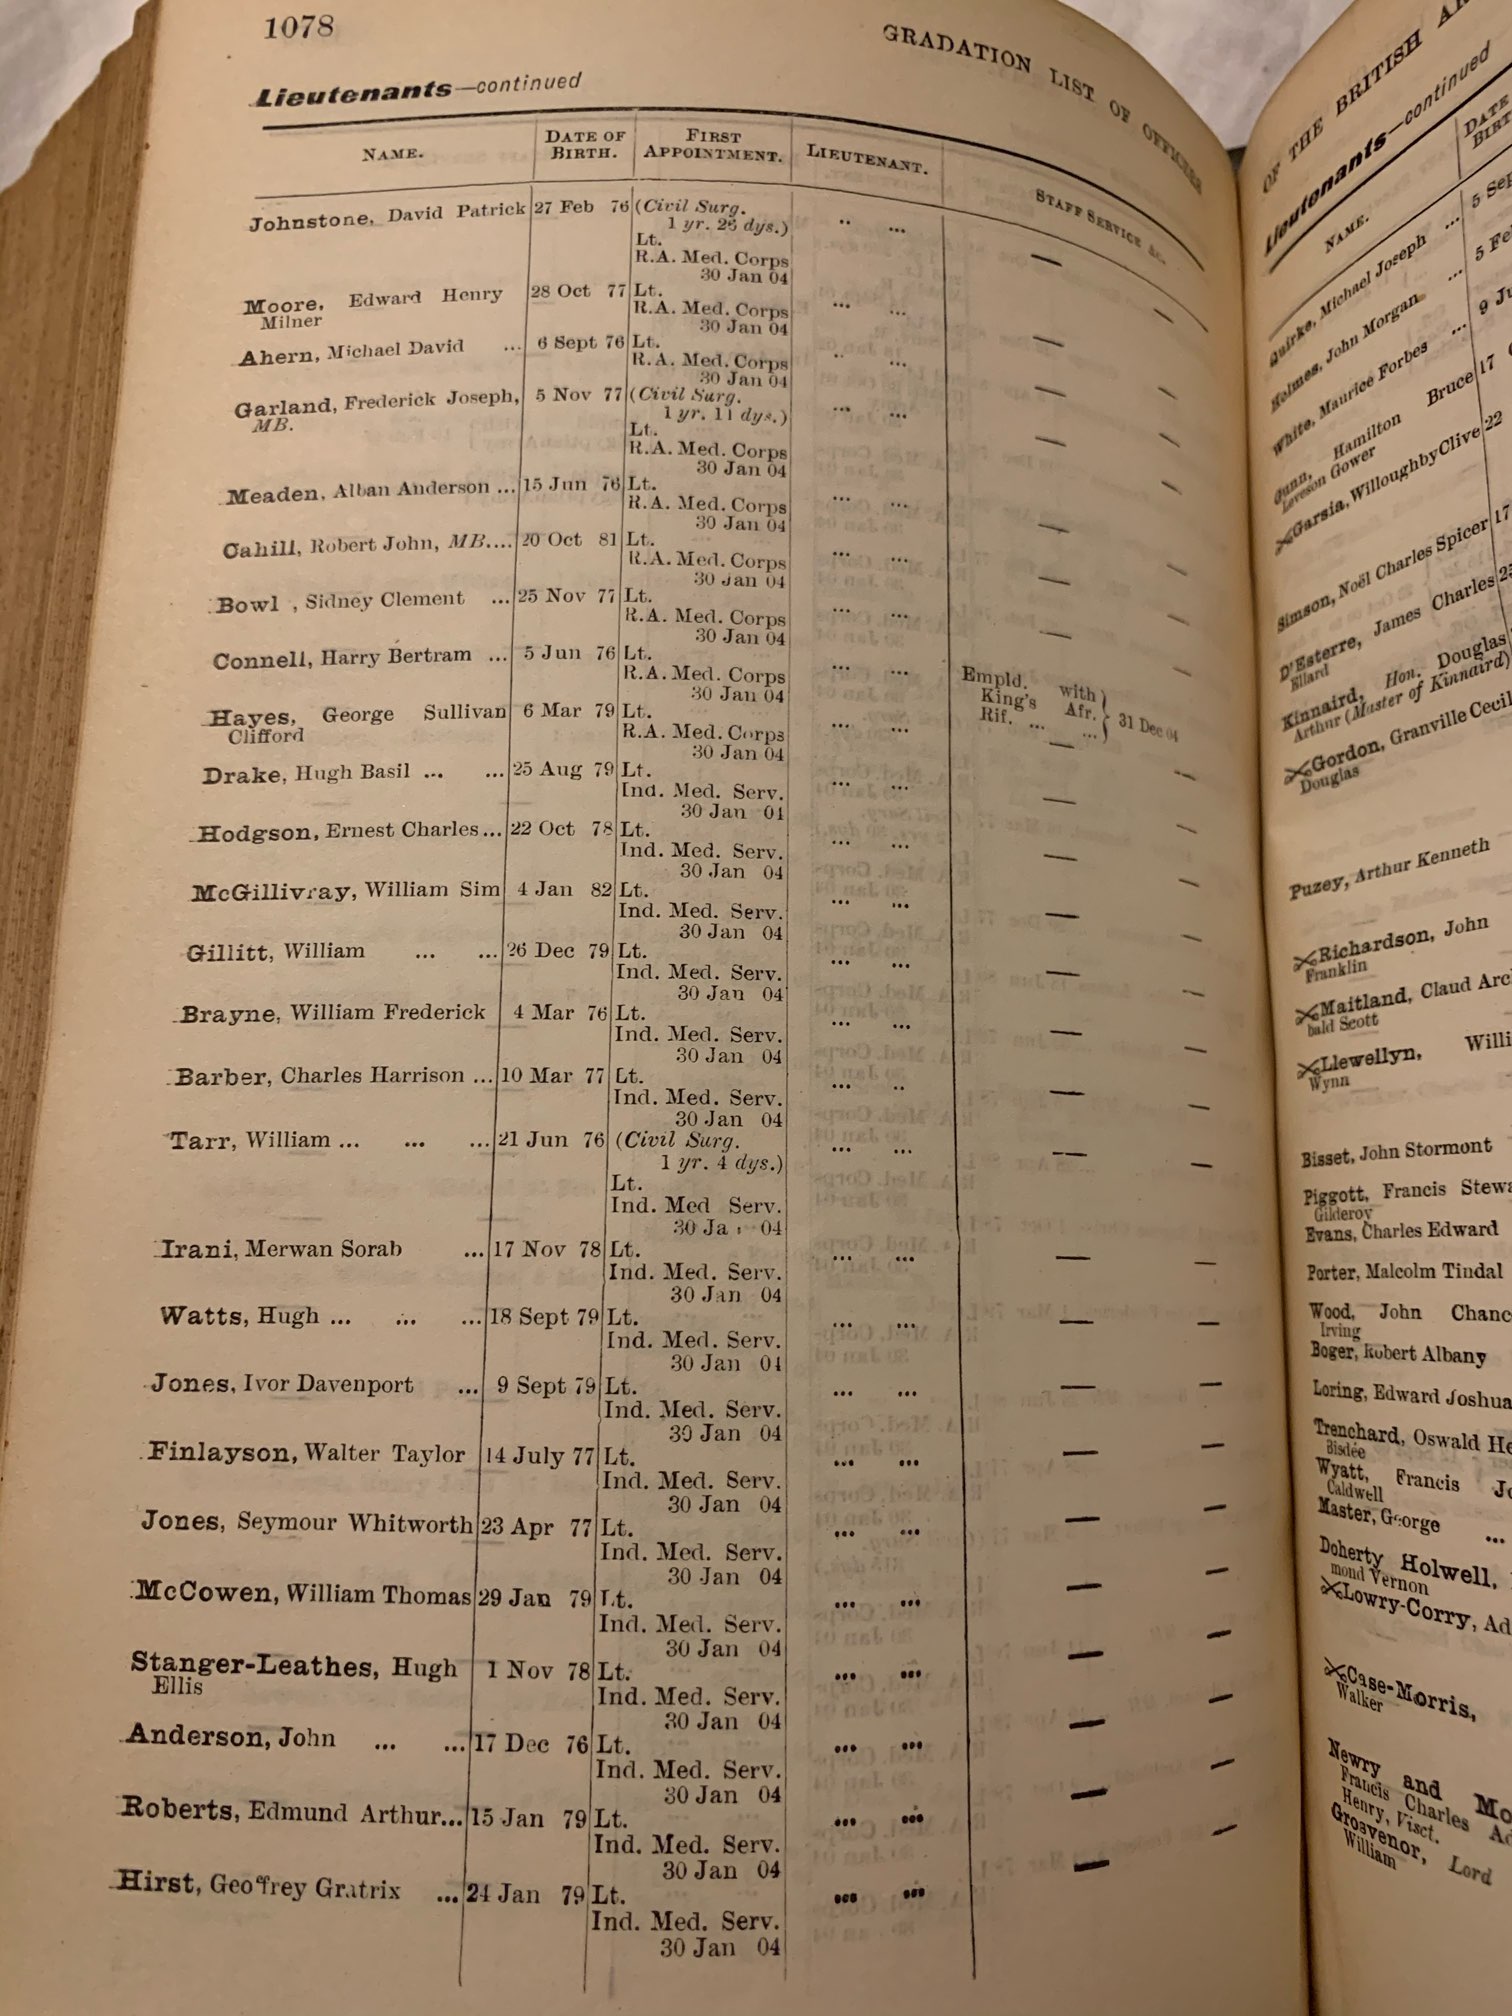 1078
GRADATION LIST OF OFFICERS
Lieutenants—continued
NAME. DATE OF BIRTH. FIRST APPOINTMENT. LIEUTENANT. STAFF SERVICE &c.
Johnstone, David Patrick 27 Feb 76 (Civil Surg. .. ... —
1 yr. 26 dys.)
Lt.
R.A. Med. Corps
30 Jan 04
Moore, Edward Henry 28 Oct 77 Lt. ... ... —
Milner R.A. Med. Corps
30 Jan 04
Ahern, Michael David ... 6 Sept 76 Lt. .. ... —
R.A. Med. Corps
30 Jan 04
Garland, Frederick Joseph, 5 Nov 77 (Civil Surg. ... ... —
MB. 1 yr. 11 dys.)
Lt.
R.A. Med. Corps
30 Jan 04
Meaden, Alban Anderson ... 15 Jun 76 Lt. ... ... —
R.A. Med. Corps
30 Jan 04
Cahill, Robert John, MB.... 20 Oct 81 Lt. ... ... —
R.A. Med. Corps
30 Jan 04
Bowl , Sidney Clement ... 25 Nov 77 Lt. ... ... —
R.A. Med. Corps
30 Jan 04
Connell, Harry Bertram ... 5 Jun 76 Lt. ... ... Empld. with
R.A. Med. Corps King's Afr. } 31 Dec 04
30 Jan 04 Rif. ... ...
Hayes, George Sullivan 6 Mar 79 Lt. ... ... —
Clifford R.A. Med. Corps
30 Jan 04
Drake, Hugh Basil ... ... 25 Aug 79 Lt. ... ... —
Ind. Med. Serv.
30 Jan 04
Hodgson, Ernest Charles ... 22 Oct 78 Lt. ... ... —
Ind. Med. Serv.
30 Jan 04
McGillivray, William Sim 4 Jan 82 Lt. ... ... —
Ind. Med. Serv.
30 Jan 04
Gillitt, William ... ... 26 Dec 79 Lt. ... ... —
Ind. Med. Serv.
30 Jan 04
Brayne, William Frederick 4 Mar 76 Lt. ... ... —
Ind. Med. Serv.
30 Jan 04
Barber, Charles Harrison ... 10 Mar 77 Lt. ... .. —
Ind. Med. Serv.
30 Jan 04
Tarr, William ... ... ... 21 Jun 76 (Civil Surg. ... ... —
1 yr. 4 dys.)
Lt.
Ind. Med Serv.
30 Ja 04
Irani, Merwan Sorab ... 17 Nov 78 Lt. ... ... —
Ind. Med. Serv.
30 Jan 04
Watts, Hugh ... ... ... 18 Sept 79 Lt. ... ... —
Ind. Med. Serv.
30 Jan 04
Jones, Ivor Davenport ... 9 Sept 79 Lt. ... ... —
Ind. Med. Serv.
30 Jan 04
Finlayson, Walter Taylor 14 July 77 Lt. ... ... —
Ind. Med. Serv.
30 Jan 04
Jones, Seymour Whitworth 23 Apr 77 Lt. ... ... —
Ind. Med. Serv.
30 Jan 04
McCowen, William Thomas 29 Jan 79 Lt. ... ... —
Ind. Med. Serv.
30 Jan 04
Stanger-Leathes, Hugh 1 Nov 78 Lt. ... ... —
Ellis Ind. Med. Serv.
30 Jan 04
Anderson, John ... ... 17 Dec 76 Lt. ... ... —
Ind. Med. Serv.
30 Jan 04
Roberts, Edmund Arthur... 15 Jan 79 Lt. ... ... —
Ind. Med. Serv.
30 Jan 04
Hirst, Geoffrey Gratrix ... 24 Jan 79 Lt. ... ... —
Ind. Med. Serv.
30 Jan 04
OF THE BRITISH
Lieutenants—continued
NAME. DATE
Quirke, Michael Joseph ... 5 Sep
Holmes, John Morgan ... 5
White, Maurice Forbes ... 9
Gunn, Hamilton Bruce 17
Leveson Gower
Garsia, Willoughby Clive 22
Simson, Noël Charles Spicer 17
D'Esterre, James Charles
Ellard
Kinnaird, Hon. Douglas
Arthur (Master of Kinnaird)
Gordon, Granville Cecil
Douglas
Puzey, Arthur Kenneth
Richardson, John
Franklin
Maitland, Claud Arc
bald Scott
Llewellyn, Willi
Wynn
Bisset, John Stormont
Piggott, Francis Stewa
Gilderoy
Evans, Charles Edward
Porter, Malcolm Tindal
Wood, John Chanc
Irving
Boger, Robert Albany
Loring, Edward Joshua
Trenchard, Oswald He
Bisdée
Wyatt, Francis Jo
Caldwell
Master, George ...
Doherty Holwell,
mond Vernon
Lowry-Corry, Ad
Case-Morris,
Walker
Newry and Mo
Francis Charles Ad
Henry, Visct.
Grosvenor, Lord
William